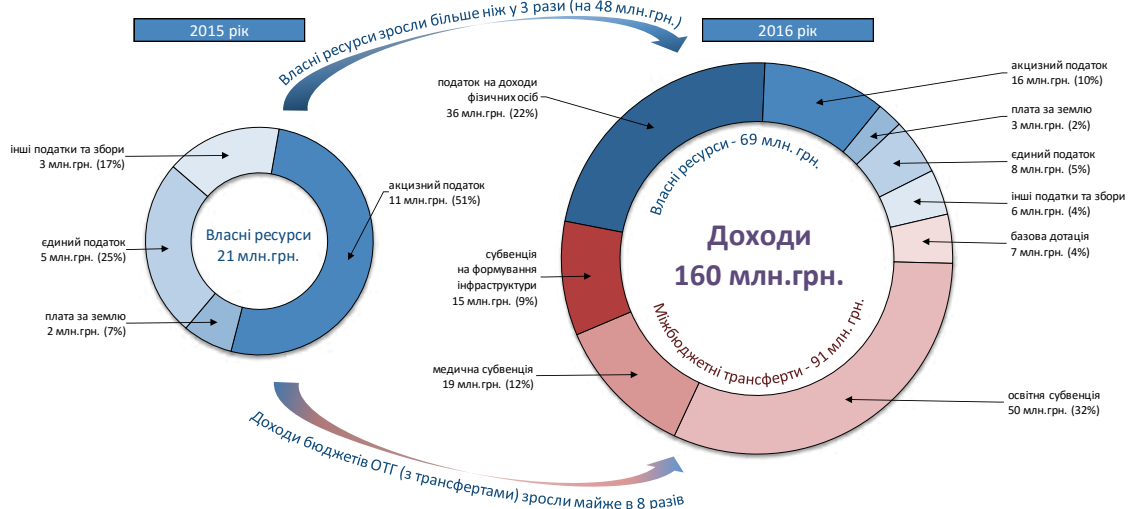 2015 рік
Власні ресурси зросли більше ніж у 3 рази (на 48 млн.грн.)
2016 рік
інші податки та збори
3 млн.грн. (17%)
акцизний податок
11 млн.грн. (51%)
єдиний податок
5 млн.грн. (25%)
плата за землю
2 млн.грн. (7%)
Власні ресурси
21 млн.грн.
податок на доходи
фізичних осіб
36 млн.грн. (22%)
акцизний податок
16 млн.грн. (10%)
плата за землю
3 млн.грн. (2%)
єдиний податок
8 млн.грн. (5%)
інші податки та збори
6 млн.грн. (4%)
базова дотація
7 млн.грн. (4%)
Власні ресурси - 69 млн. грн.
Доходи
160 млн.грн.
Міжбюджетні трансферти - 91 млн. грн.
субвенція
на формування
інфраструктури
15 млн.грн. (9%)
медична субвенція
19 млн.грн. (12%)
освітня субвенція
50 млн.грн. (32%)
Доходи бюджетів ОТГ (з трансфертами) зросли майже в 8 разів